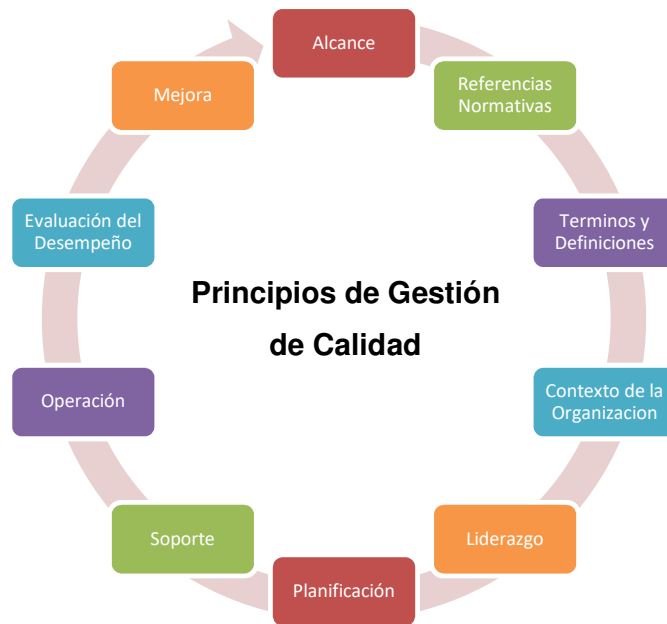 Alcance
Referencias
Normativas
Terminos y
Definiciones
Contexto de la
Organizacion
Liderazgo
Planificación
Soporte
Operación
Evaluación del
Desempeño
Mejora
Principios de Gestión
de Calidad